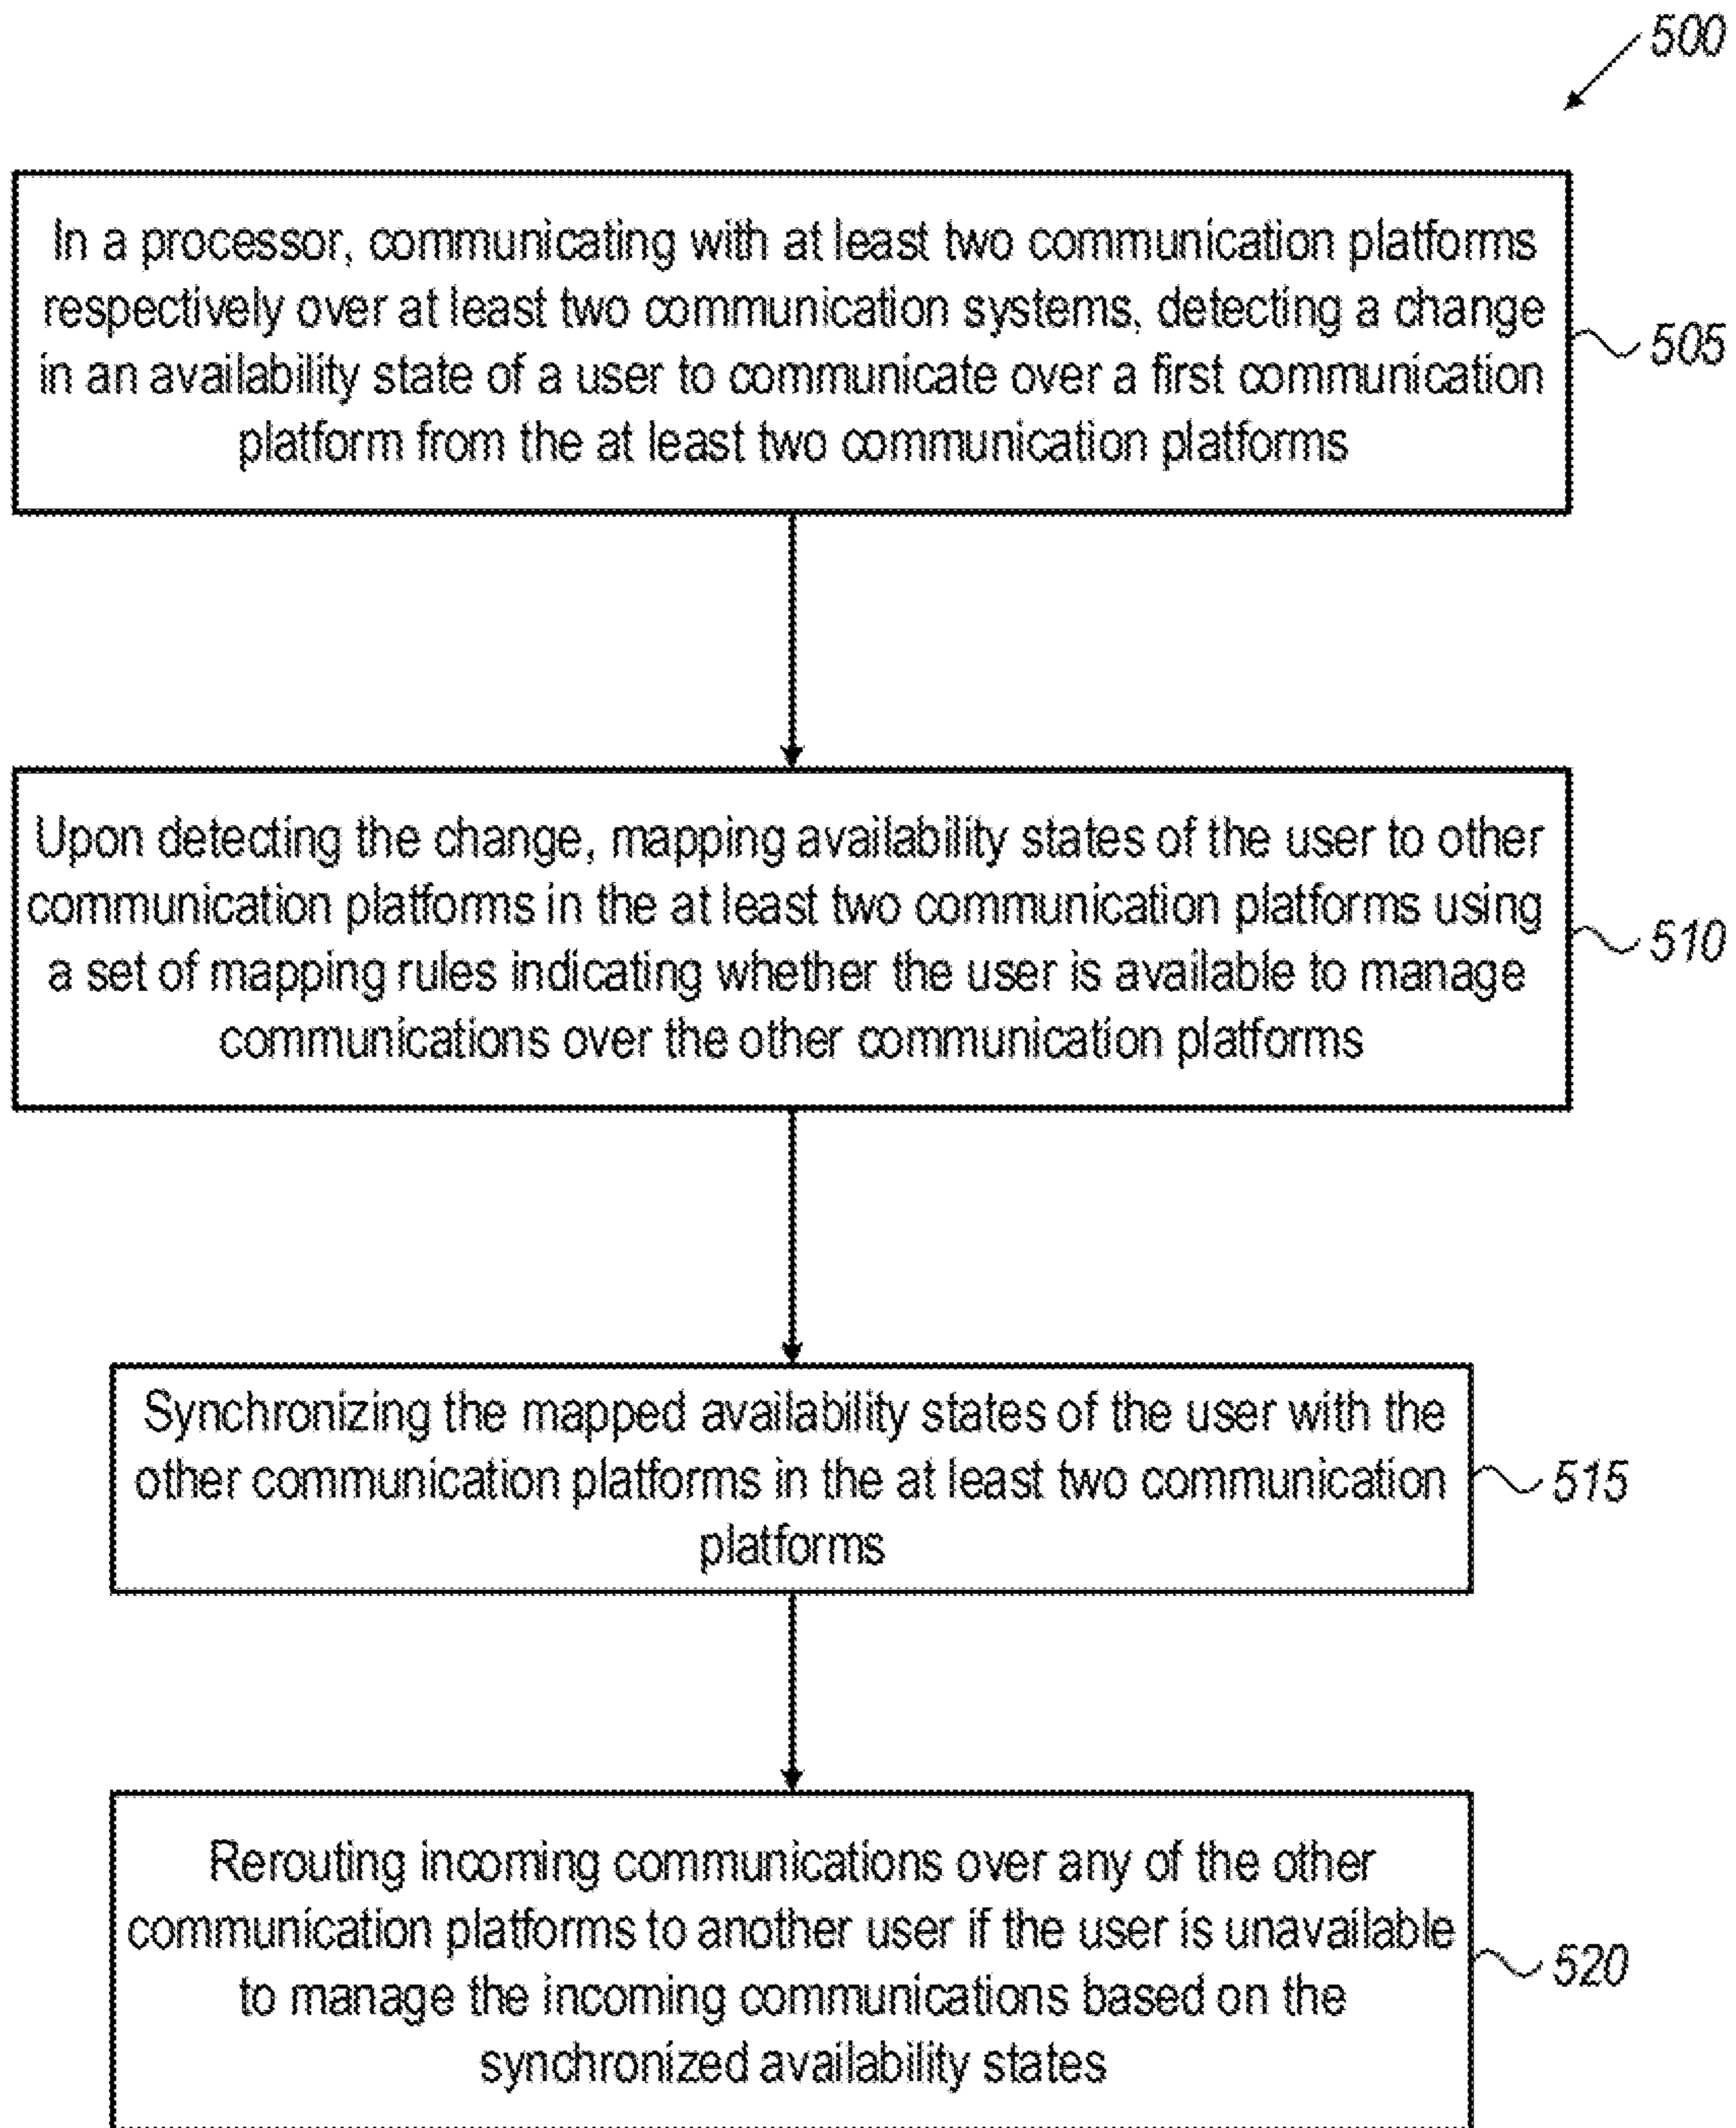 500
In a processor, communicating with at least two communication platforms
respectively over at least two communication systems, detecting a change
in an availability state of a user to communicate over a first communication
platform from the at least two communication platforms
505
Upon detecting the change, mapping availability states of the user to other
communication platforms in the at least two communication platforms using
a set of mapping rules indicating whether the user is available to manage
communications over the other communication platforms
510
Synchronizing the mapped availability states of the user with the
other communication platforms in the at least two communication
platforms
515
Rerouting incoming communications over any of the other
communication platforms to another user if the user is unavailable
to manage the incoming communications based on the
synchronized availability states
520